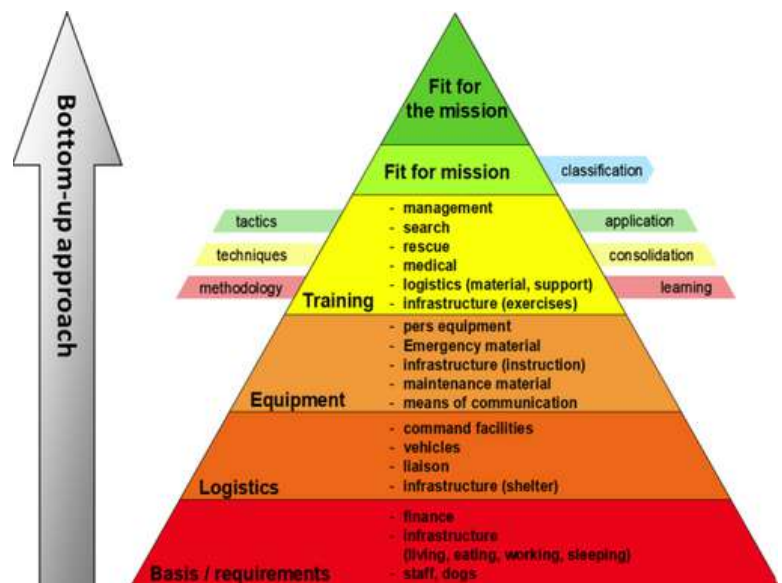 Bottom-up approach
Fit for
the mission
Fit for mission
classification
tactics
techniques
methodology
- management
- search
- rescue
- medical
- logistics (material, support)
- infrastructure (exercises)
Training
application
consolidation
learning
- pers equipment
- Emergency material
- infrastructure (instruction)
- maintenance material
- means of communication
Equipment
- command facilities
- vehicles
- liaison
- infrastructure (shelter)
Logistics
- finance
- infrastructure
(living, eating, working, sleeping)
- staff, dogs
Basis / requirements